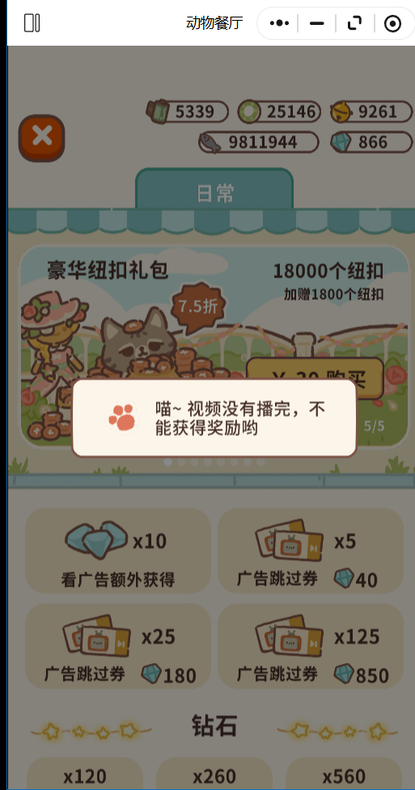 动物餐厅
5339
25146
9261
9811944
866
日常
豪华纽扣礼包
18000个纽扣
加赠1800个纽扣
7.5折
¥ 30 购买
5/5
喵~ 视频没有播完，不
能获得奖励哟
x10
看广告额外获得
x5
广告跳过券
40
x25
广告跳过券
180
x125
广告跳过券
850
钻石
x120
x260
x560